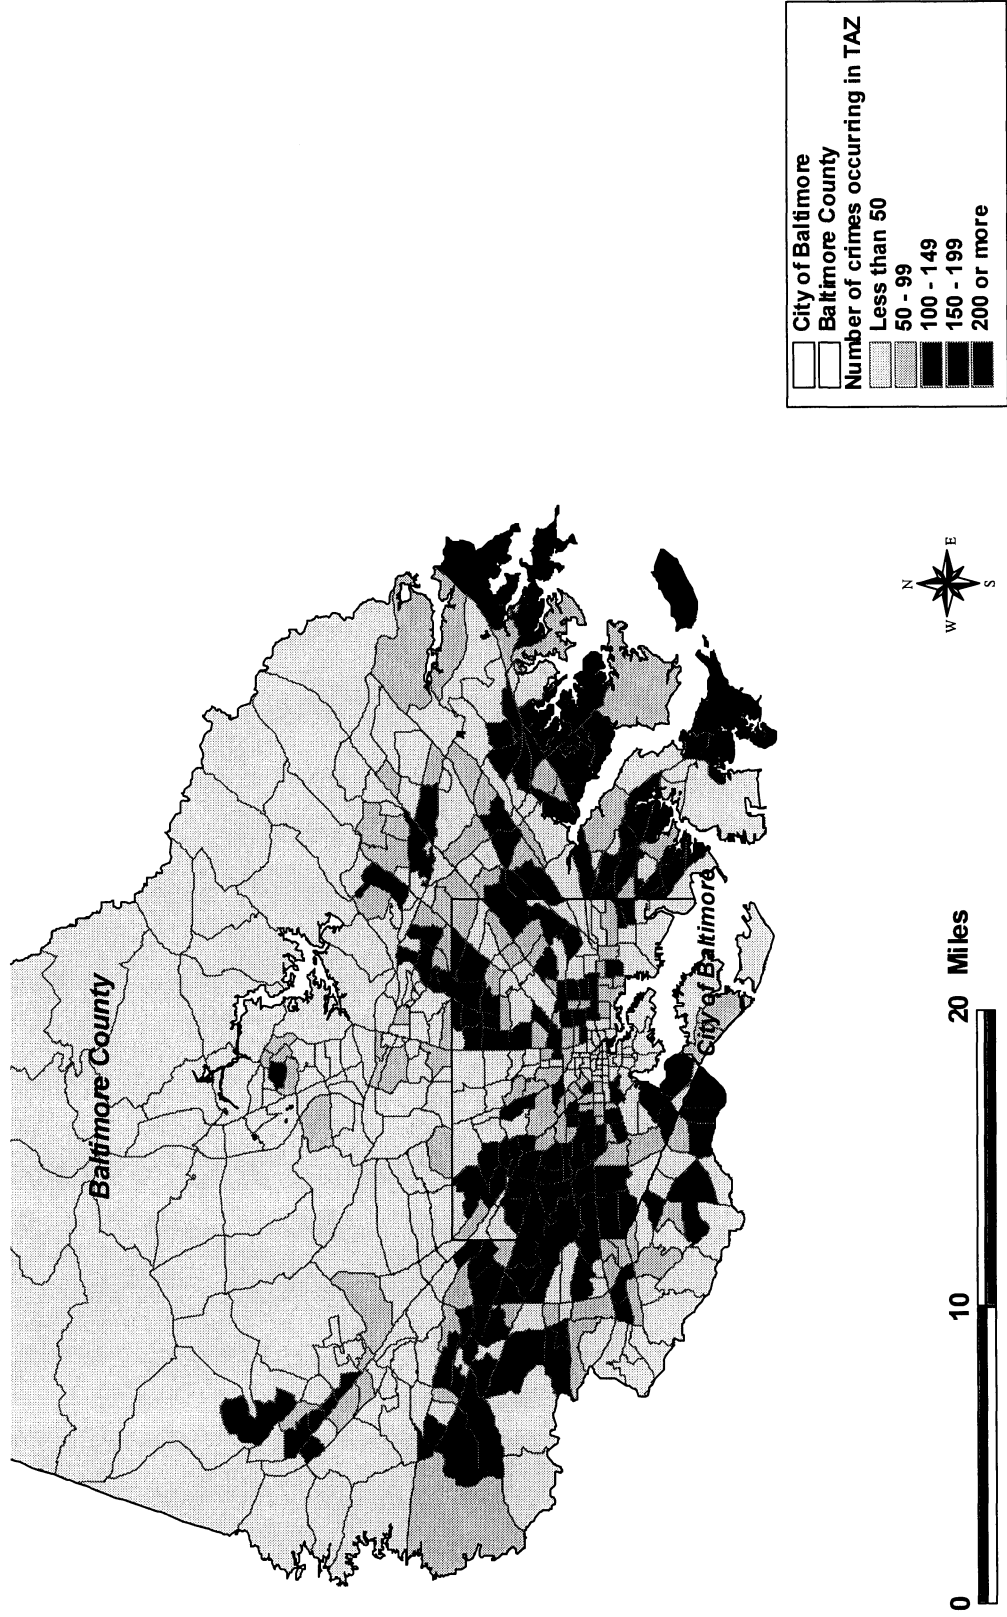 Baltimore County
City of Baltimore
N
W
E
S
0
10
20 Miles
City of Baltimore
Baltimore County
Number of crimes occurring in TAZ
Less than 50
50 - 99
100 - 149
150 - 199
200 or more